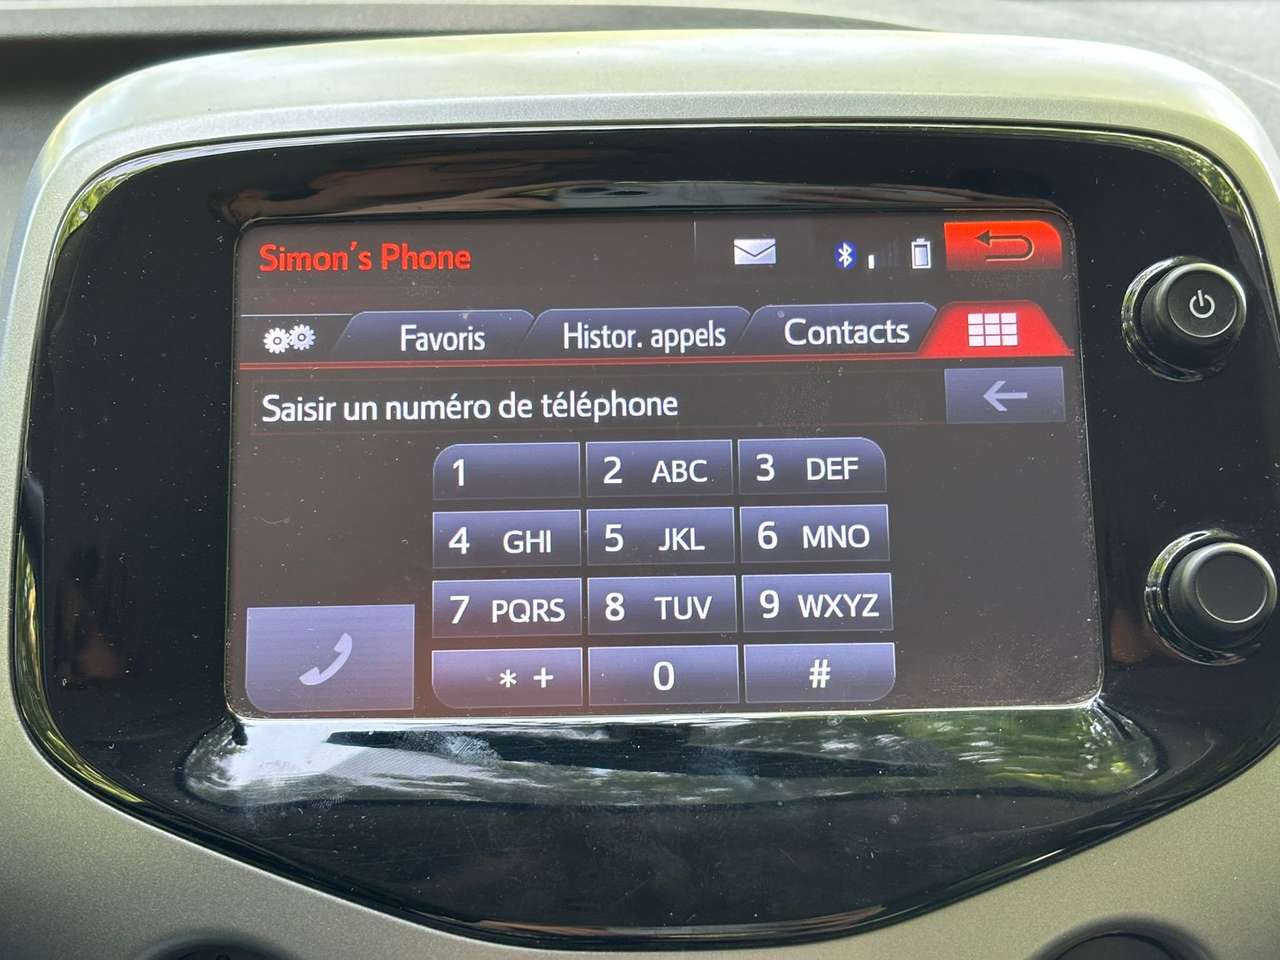 Simon's Phone
Favoris
Histor. appels
Contacts
Saisir un numéro de téléphone
1
2 ABC
3 DEF
4 GHI
5 JKL
6 MNO
7 PQRS
8 TUV
9 WXYZ
* +
0
#